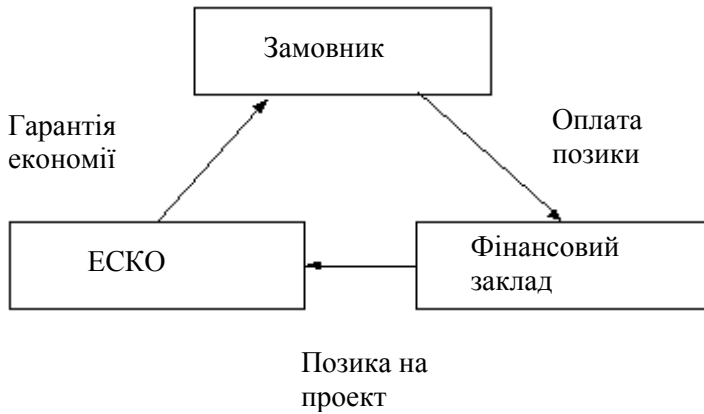 Замовник
Гарантія
економії
Оплата
позики
ЕСКО
Фінансовий
заклад
Позика на
проект